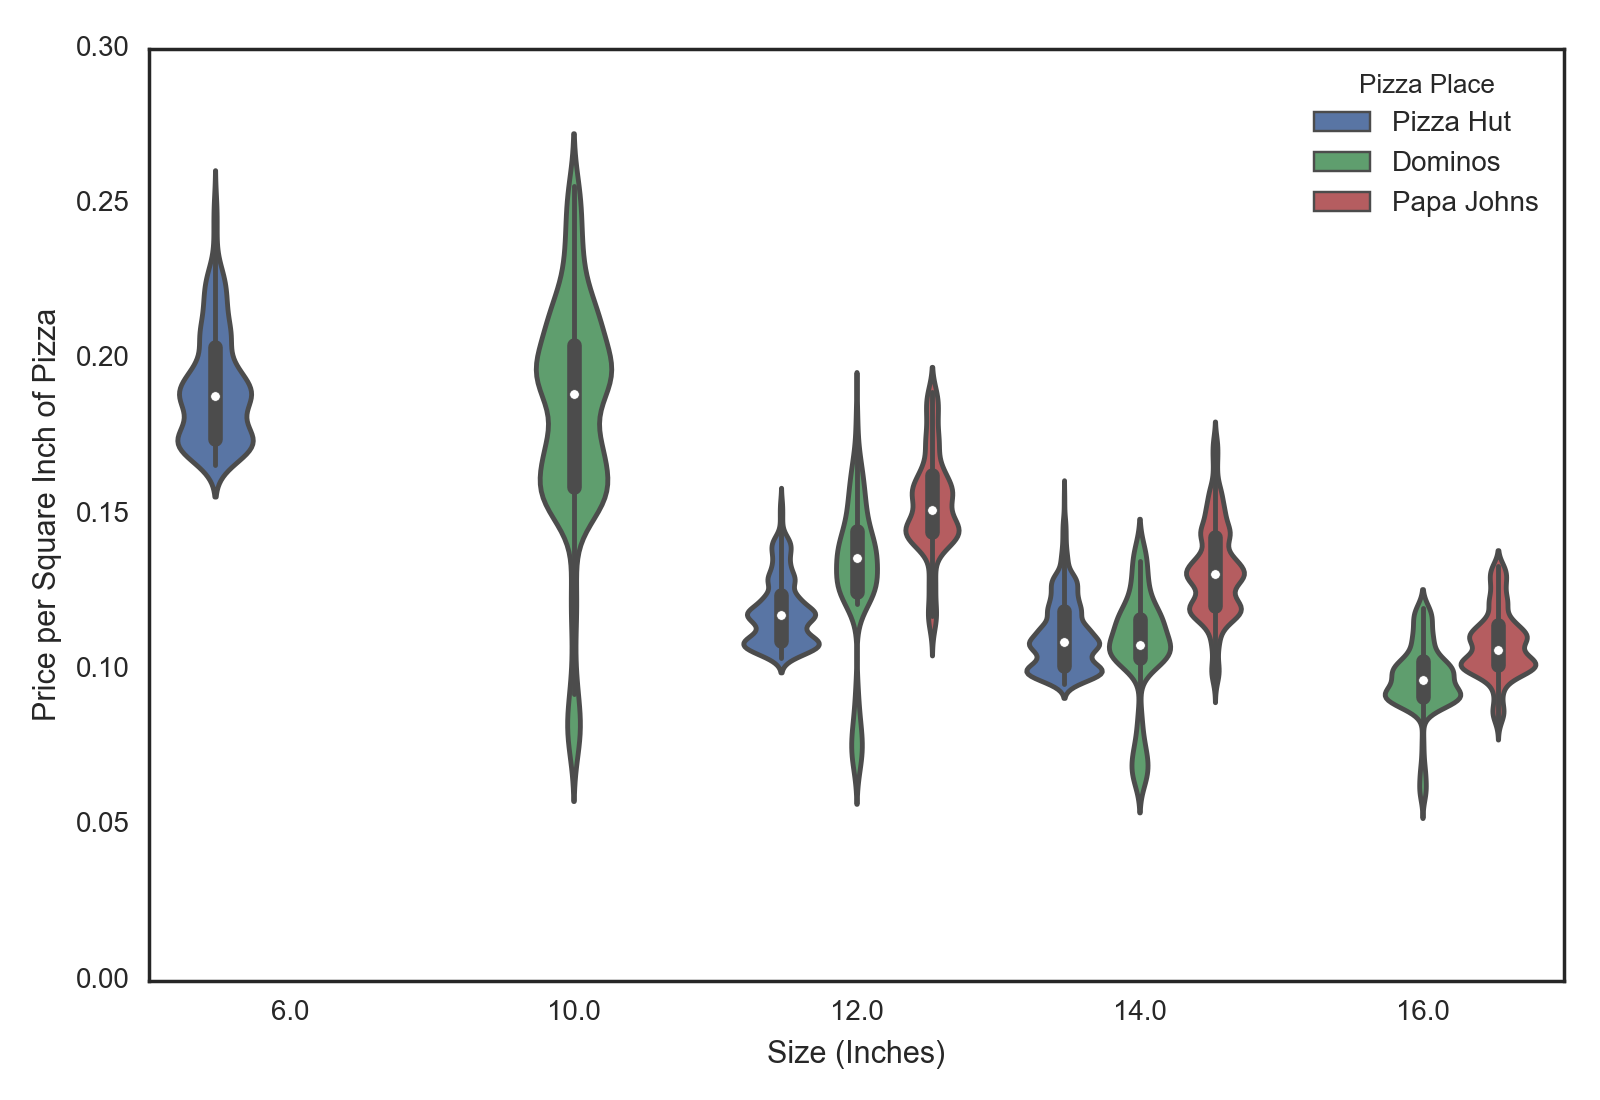 Price per Square Inch of Pizza
0.30
0.25
0.20
0.15
0.10
0.05
0.00
Pizza Place
Pizza Hut
Dominos
Papa Johns
6.0 10.0 12.0 14.0 16.0
Size (Inches)